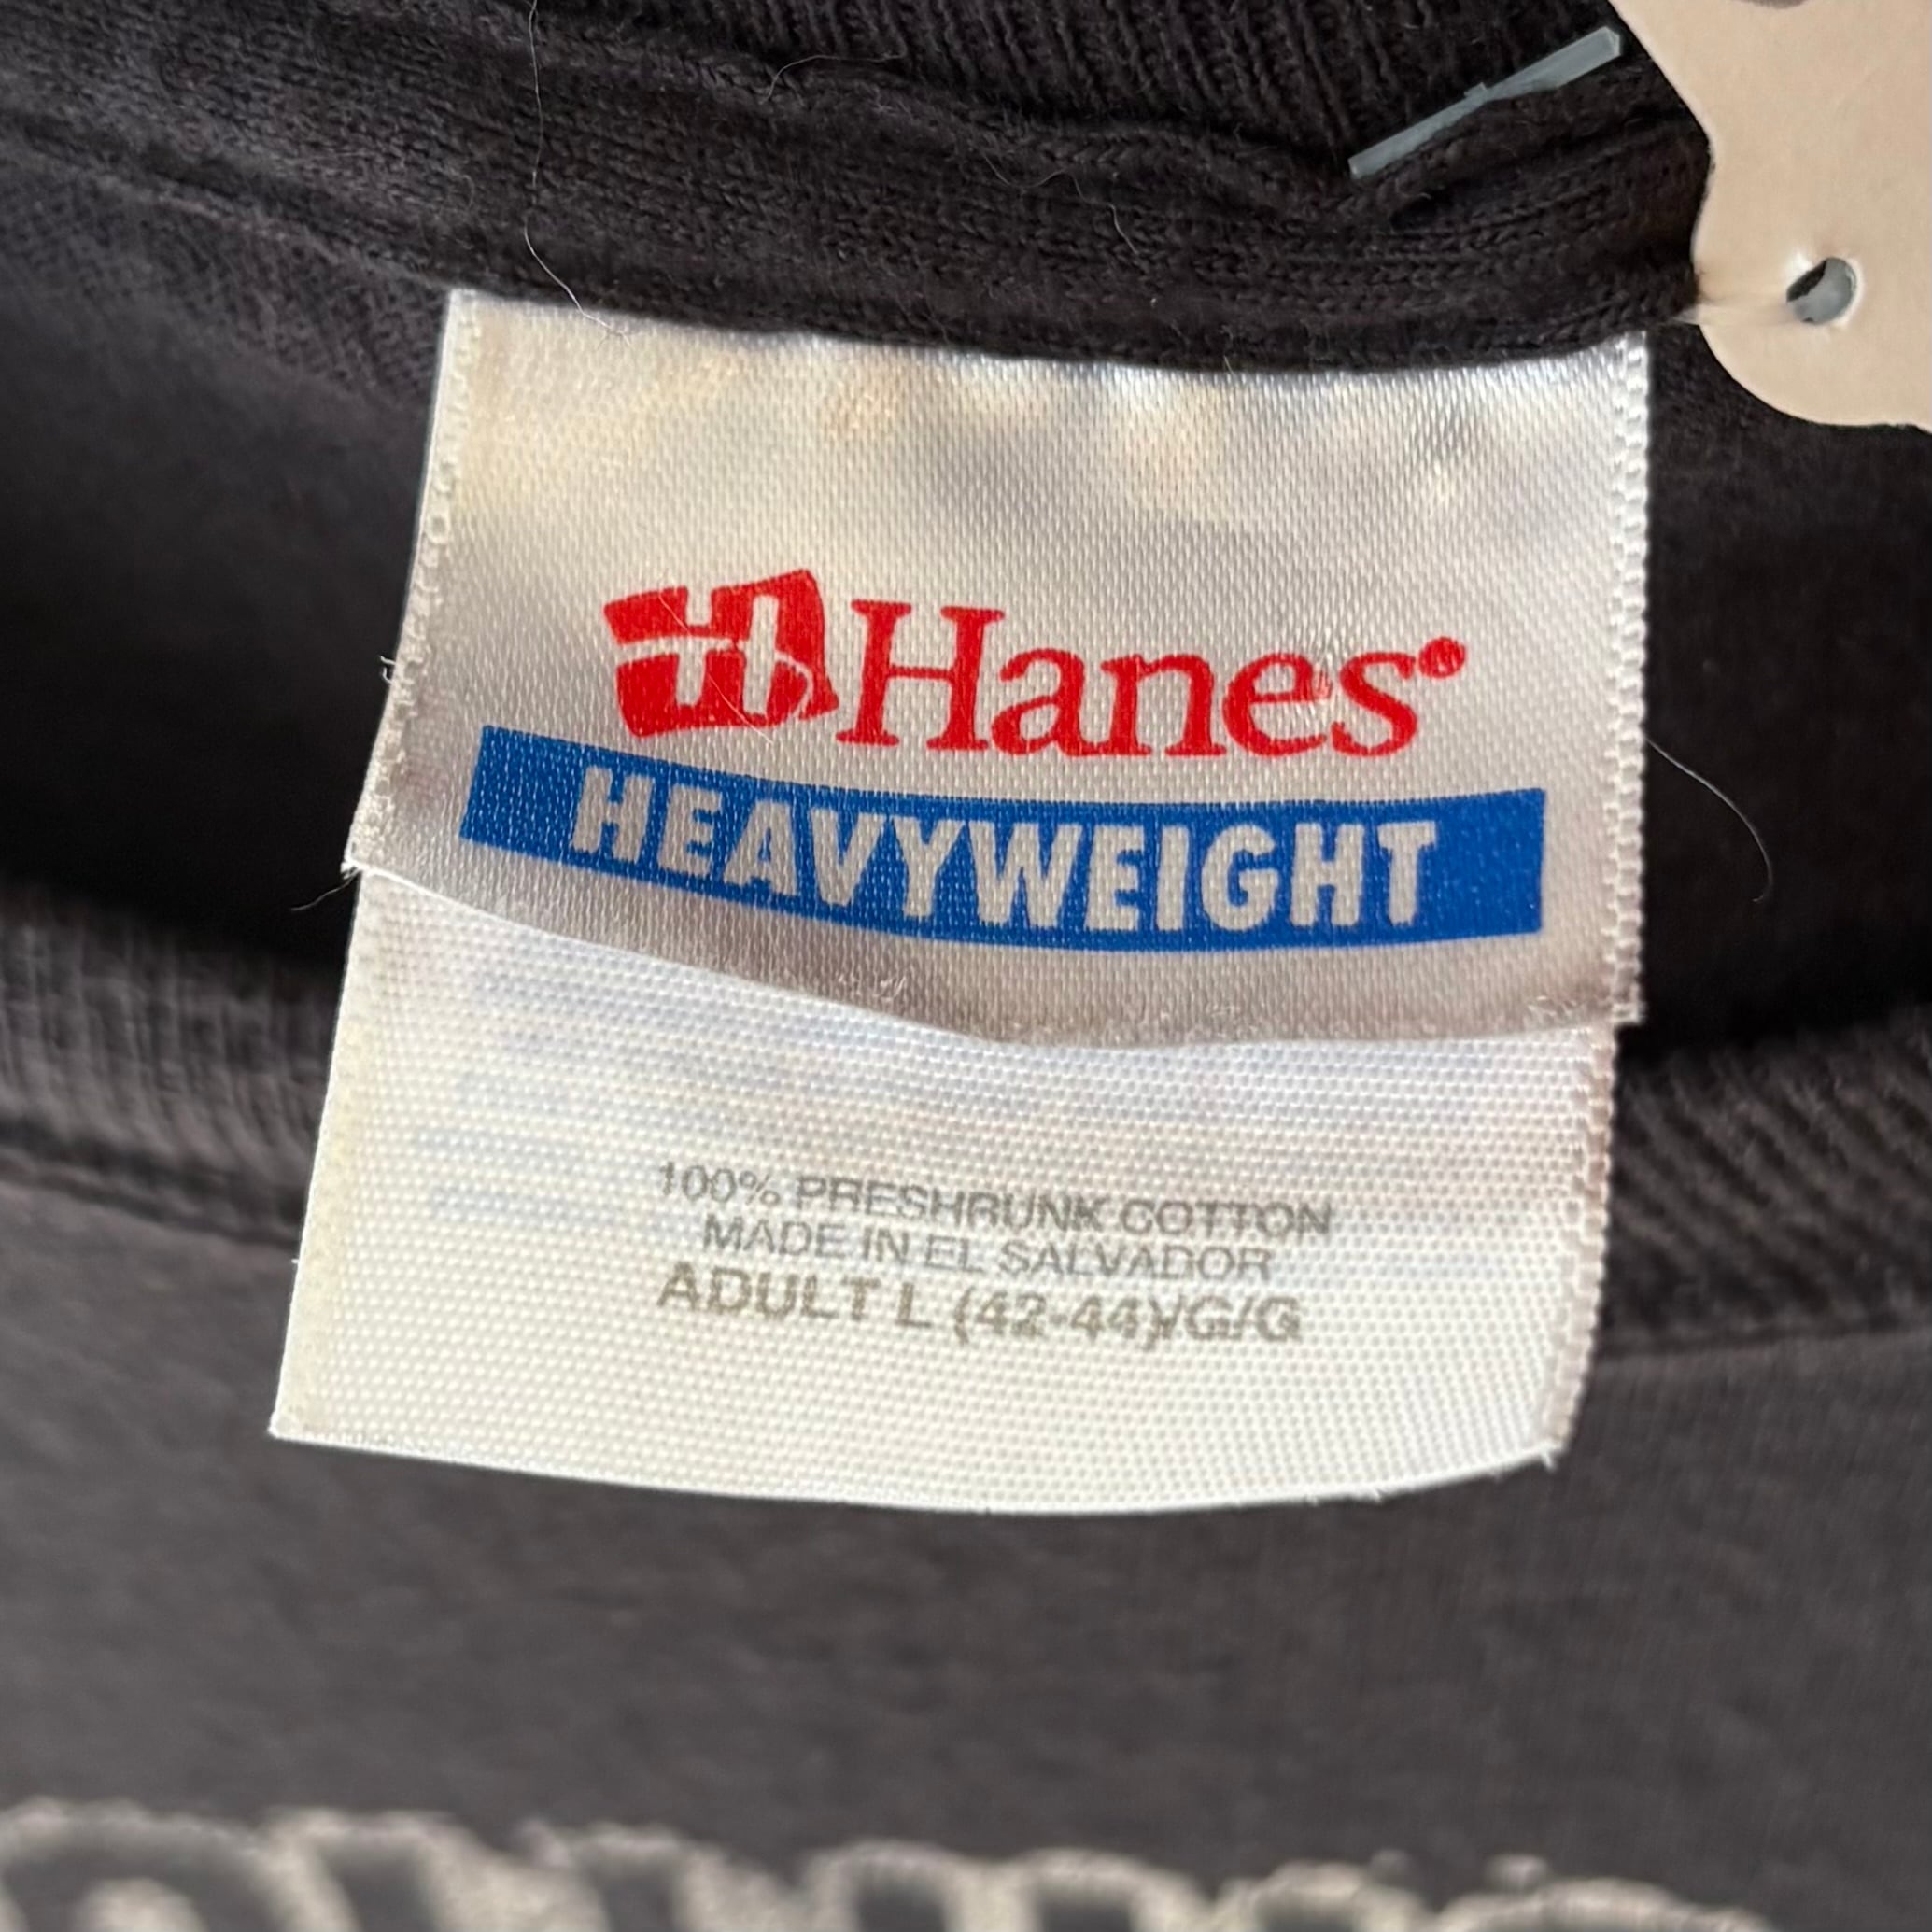 Hanes
HEAVYWEIGHT
100% PRESHRUNK COTTON
MADE IN EL SALVADOR
ADULT L (42-44)/G/G